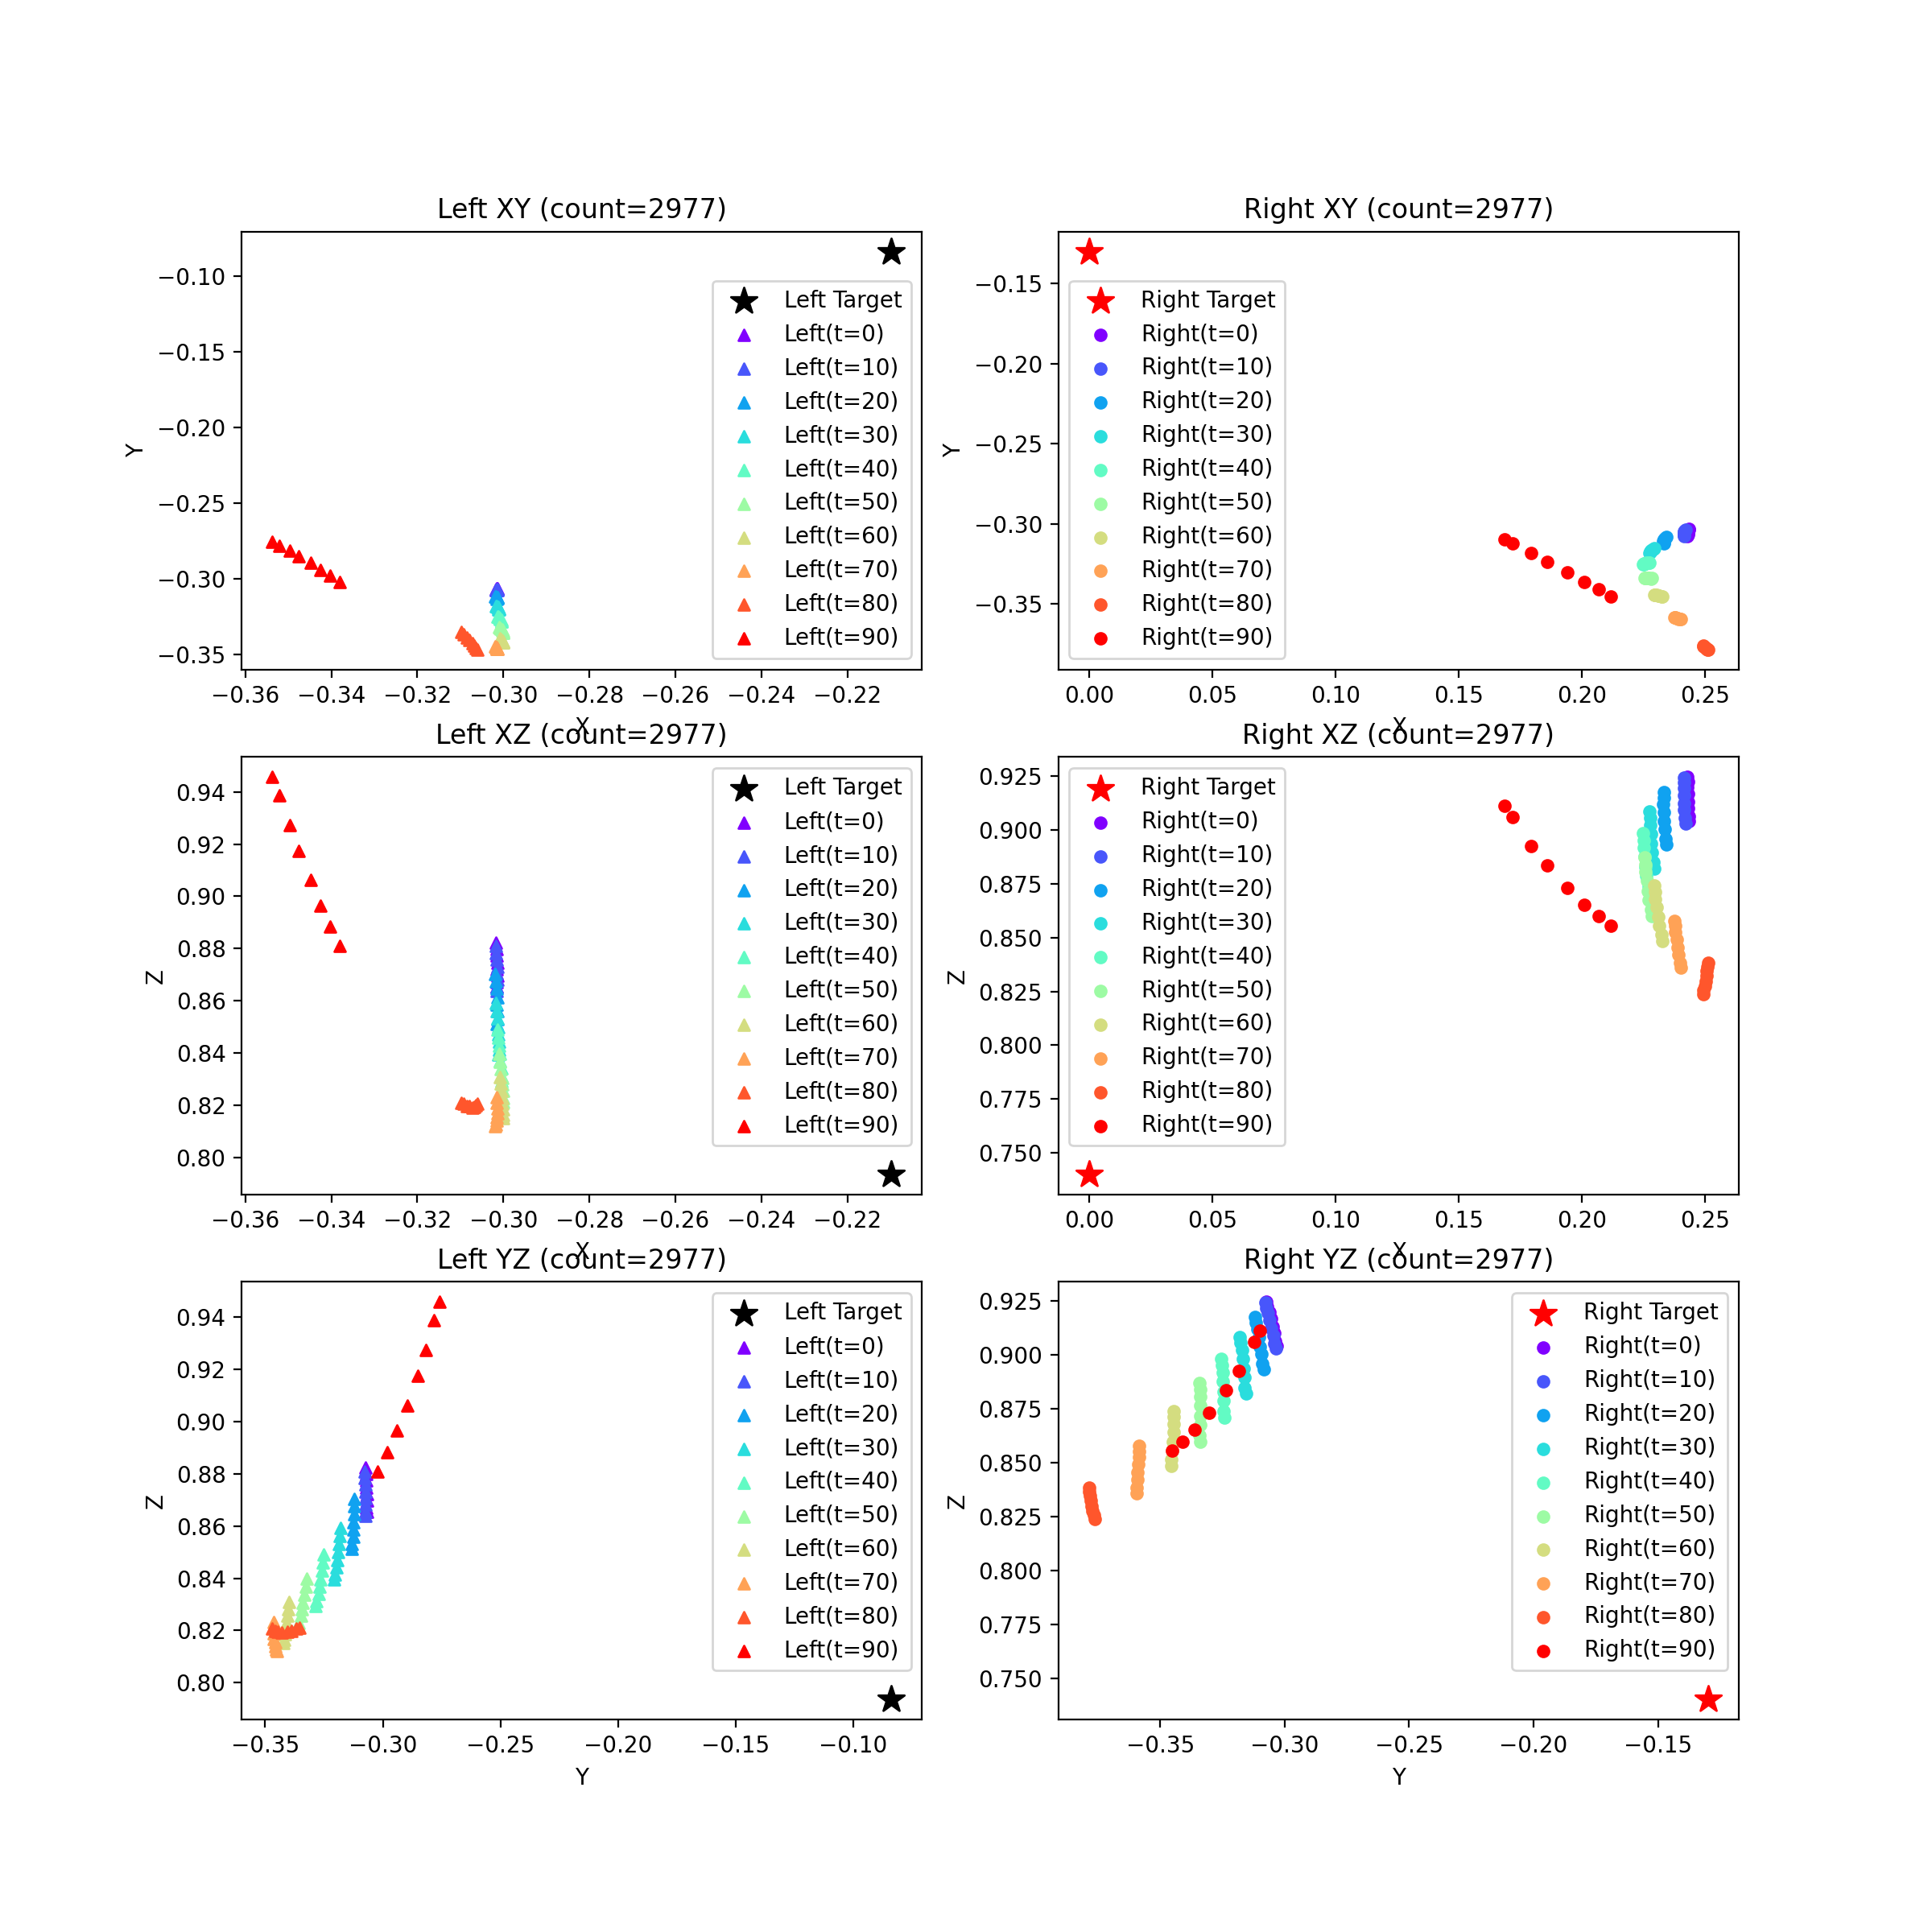 Left XY (count=2977)
−0.10
−0.15
−0.20
−0.25
−0.30
−0.35
Y
−0.36 −0.34 −0.32 −0.30 −0.28 −0.26 −0.24 −0.22
X
Left Target
Left(t=0)
Left(t=10)
Left(t=20)
Left(t=30)
Left(t=40)
Left(t=50)
Left(t=60)
Left(t=70)
Left(t=80)
Left(t=90)
Right XY (count=2977)
−0.15
−0.20
−0.25
−0.30
−0.35
Y
0.00 0.05 0.10 0.15 0.20 0.25
X
Right Target
Right(t=0)
Right(t=10)
Right(t=20)
Right(t=30)
Right(t=40)
Right(t=50)
Right(t=60)
Right(t=70)
Right(t=80)
Right(t=90)
Left XZ (count=2977)
0.94
0.92
0.90
0.88
0.86
0.84
0.82
0.80
Z
−0.36 −0.34 −0.32 −0.30 −0.28 −0.26 −0.24 −0.22
X
Left Target
Left(t=0)
Left(t=10)
Left(t=20)
Left(t=30)
Left(t=40)
Left(t=50)
Left(t=60)
Left(t=70)
Left(t=80)
Left(t=90)
Right XZ (count=2977)
0.925
0.900
0.875
0.850
0.825
0.800
0.775
0.750
Z
0.00 0.05 0.10 0.15 0.20 0.25
X
Right Target
Right(t=0)
Right(t=10)
Right(t=20)
Right(t=30)
Right(t=40)
Right(t=50)
Right(t=60)
Right(t=70)
Right(t=80)
Right(t=90)
Left YZ (count=2977)
0.94
0.92
0.90
0.88
0.86
0.84
0.82
0.80
Z
−0.35 −0.30 −0.25 −0.20 −0.15 −0.10
Y
Left Target
Left(t=0)
Left(t=10)
Left(t=20)
Left(t=30)
Left(t=40)
Left(t=50)
Left(t=60)
Left(t=70)
Left(t=80)
Left(t=90)
Right YZ (count=2977)
0.925
0.900
0.875
0.850
0.825
0.800
0.775
0.750
Z
−0.35 −0.30 −0.25 −0.20 −0.15
Y
Right Target
Right(t=0)
Right(t=10)
Right(t=20)
Right(t=30)
Right(t=40)
Right(t=50)
Right(t=60)
Right(t=70)
Right(t=80)
Right(t=90)